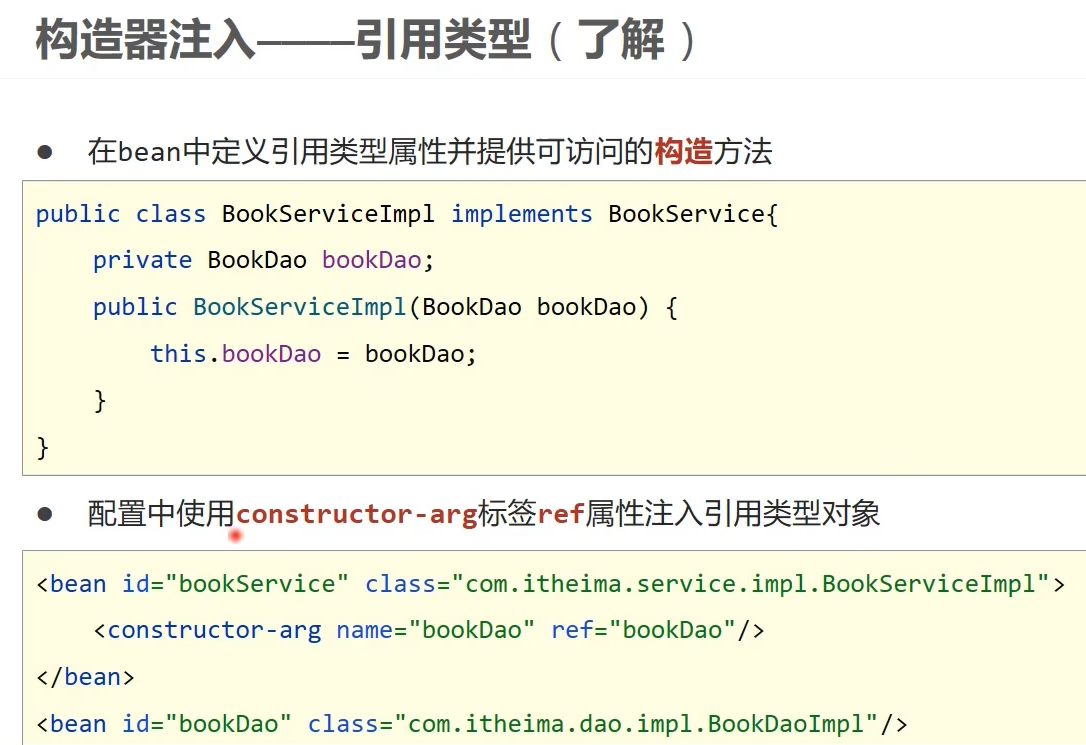 构造器注入————引用类型（了解）
● 在bean中定义引用类型属性并提供可访问的构造方法
public class BookServiceImpl implements BookService{
    private BookDao bookDao;
    public BookServiceImpl(BookDao bookDao) {
        this.bookDao = bookDao;
    }
}
● 配置中使用constructor-arg标签ref属性注入引用类型对象
<bean id="bookService" class="com.itheima.service.impl.BookServiceImpl">
    <constructor-arg name="bookDao" ref="bookDao"/>
</bean>
<bean id="bookDao" class="com.itheima.dao.impl.BookDaoImpl"/>